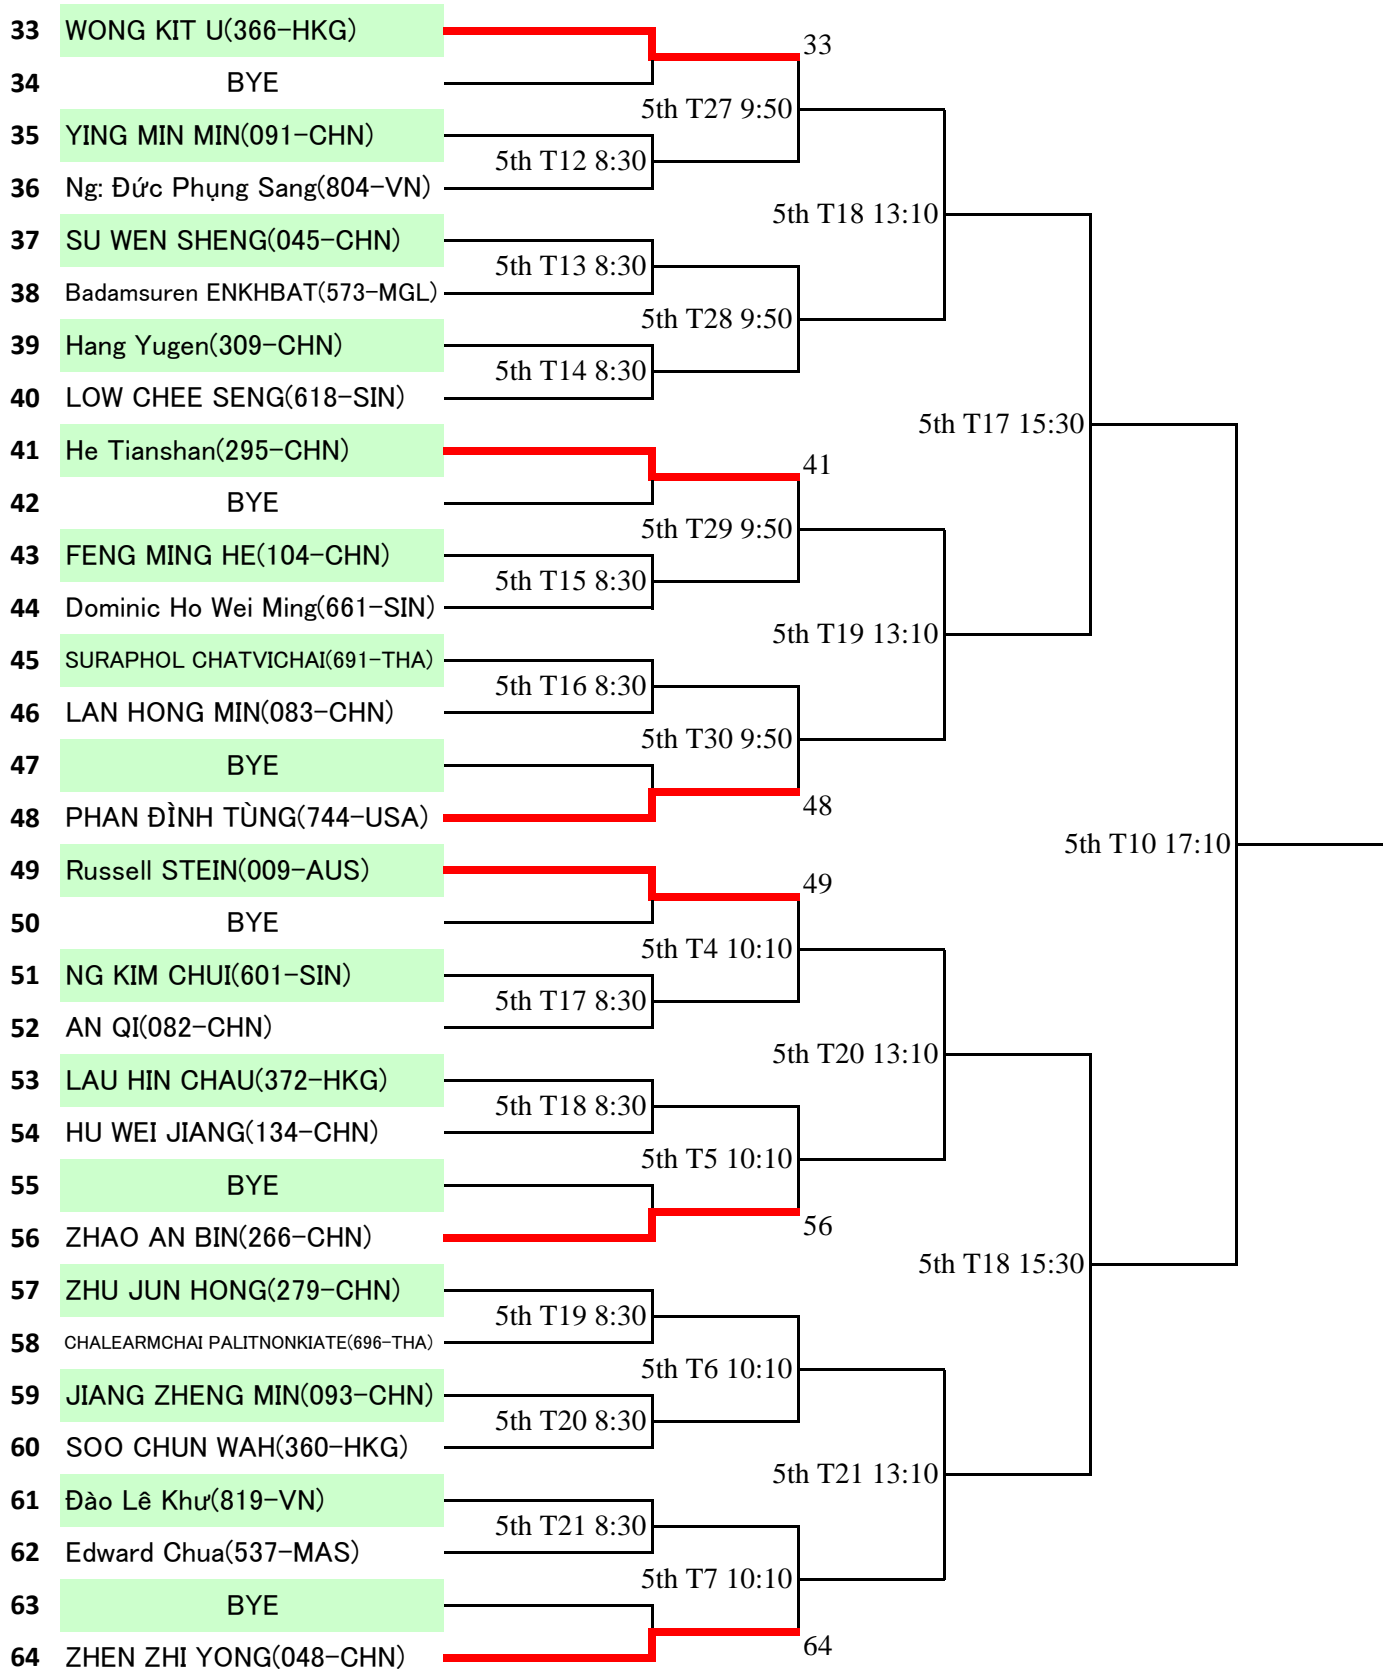 33 WONG KIT U(366-HKG)
33
34 BYE
5th T27 9:50
35 YING MIN MIN(091-CHN)
5th T12 8:30
36 Ng: Đức Phụng Sang(804-VN)
5th T18 13:10
37 SU WEN SHENG(045-CHN)
5th T13 8:30
38 Badamsuren ENKHBAT(573-MGL)
5th T28 9:50
39 Hang Yugen(309-CHN)
5th T14 8:30
40 LOW CHEE SENG(618-SIN)
5th T17 15:30
41 He Tianshan(295-CHN)
41
42 BYE
5th T29 9:50
43 FENG MING HE(104-CHN)
5th T15 8:30
44 Dominic Ho Wei Ming(661-SIN)
5th T19 13:10
45 SURAPHOL CHATVICHAI(691-THA)
5th T16 8:30
46 LAN HONG MIN(083-CHN)
5th T30 9:50
47 BYE
48
48 PHAN ĐÌNH TÙNG(744-USA)
5th T10 17:10
49 Russell STEIN(009-AUS)
49
50 BYE
5th T4 10:10
51 NG KIM CHUI(601-SIN)
5th T17 8:30
52 AN QI(082-CHN)
5th T20 13:10
53 LAU HIN CHAU(372-HKG)
5th T18 8:30
54 HU WEI JIANG(134-CHN)
5th T5 10:10
55 BYE
56
56 ZHAO AN BIN(266-CHN)
5th T18 15:30
57 ZHU JUN HONG(279-CHN)
5th T19 8:30
58 CHALEARMCHAI PALITNONKIATE(696-THA)
5th T6 10:10
59 JIANG ZHENG MIN(093-CHN)
5th T20 8:30
60 SOO CHUN WAH(360-HKG)
5th T21 13:10
61 Đào Lê Khư(819-VN)
5th T21 8:30
62 Edward Chua(537-MAS)
5th T7 10:10
63 BYE
64
64 ZHEN ZHI YONG(048-CHN)